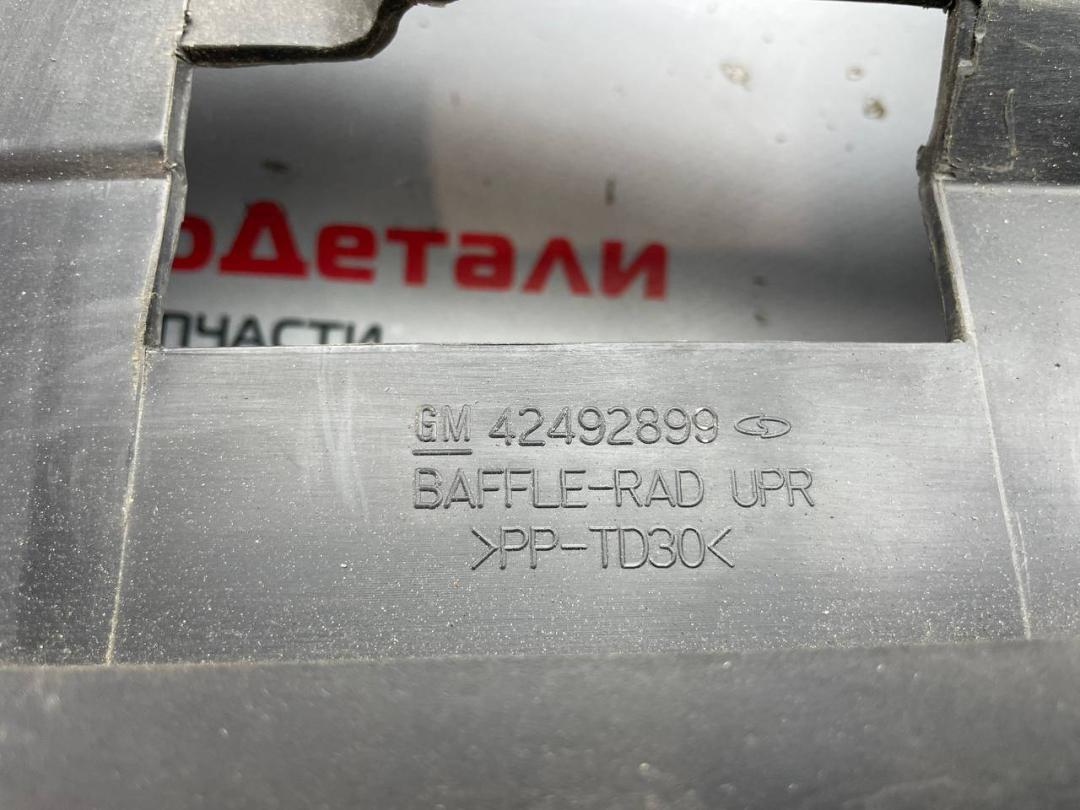 оДетали
пчасти
GM 42492899
BAFFLE-RAD UPR
>PP-TD30<